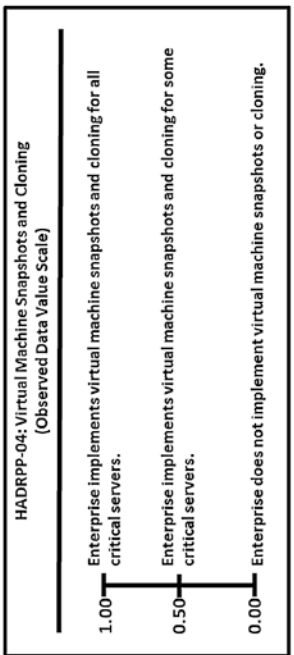 HADRPP-04: Virtual Machine Snapshots and Cloning
(Observed Data Value Scale)
1.00
Enterprise implements virtual machine snapshots and cloning for all
critical servers.
0.50
Enterprise implements virtual machine snapshots and cloning for some
critical servers.
0.00
Enterprise does not implement virtual machine snapshots or cloning.